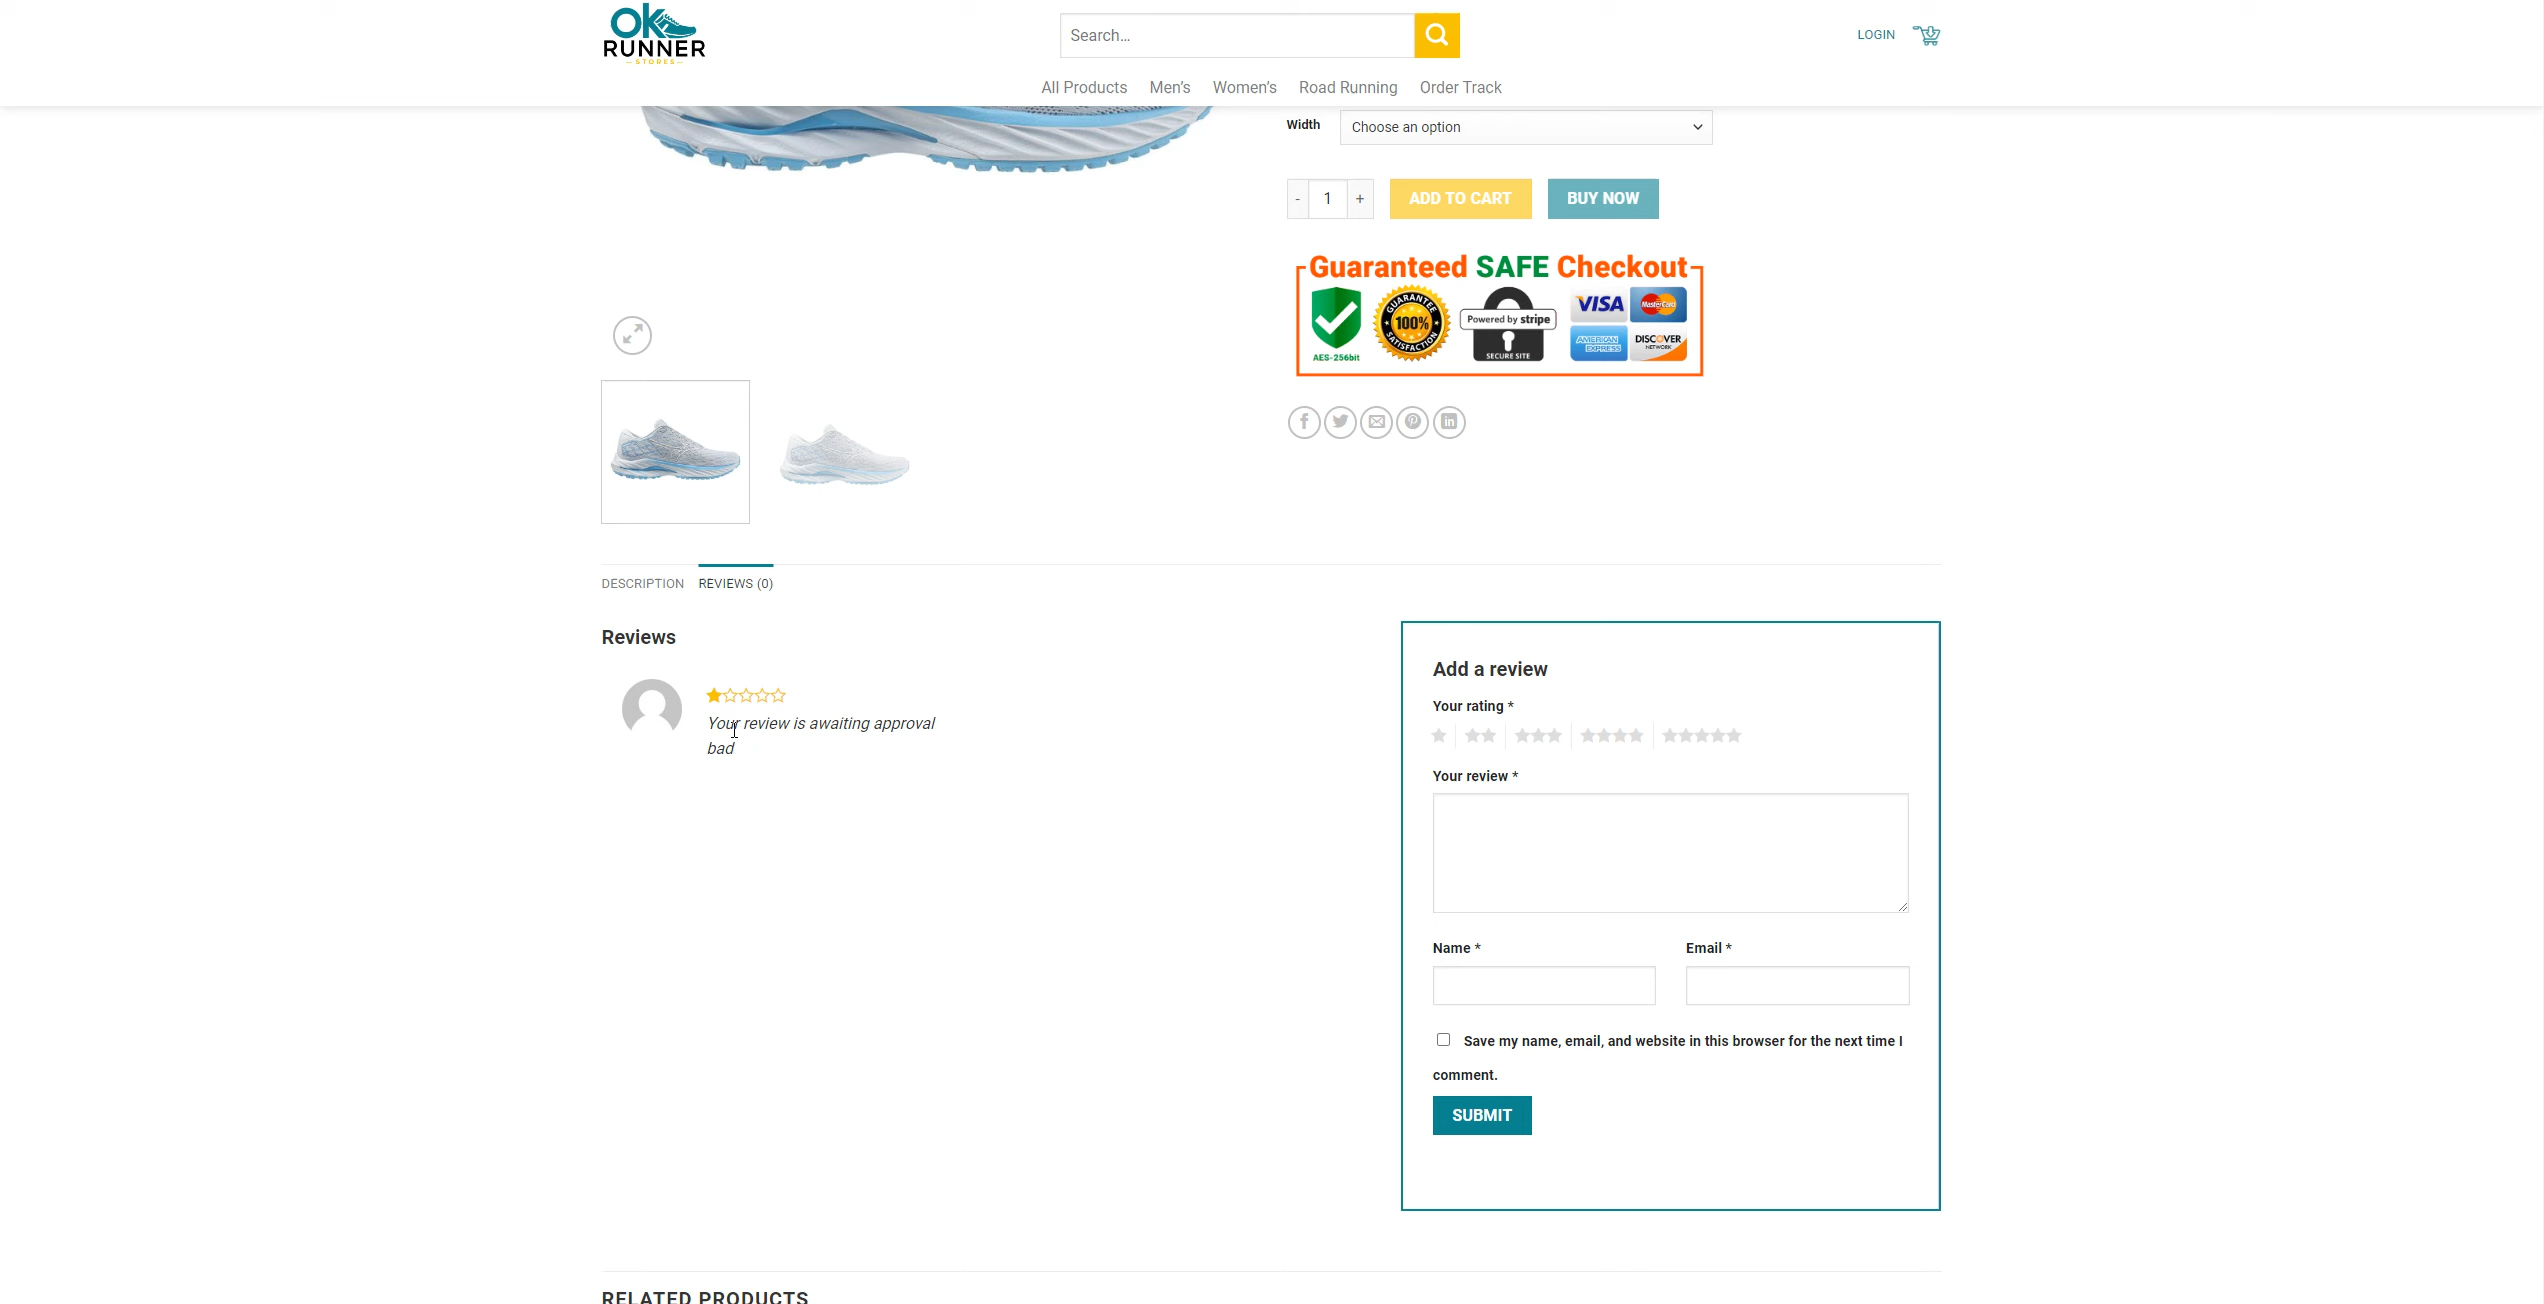 OK
RUNNER
STORES
Search...
LOGIN
All Products
Men's
Women's
Road Running
Order Track
Width
Choose an option
- 1 +
ADD TO CART
BUY NOW
Guaranteed SAFE Checkout
AES-256bit
GUARANTEE
100%
SATISFACTION
Powered by stripe
SECURE SITE
VISA
MasterCard
AMERICAN
EXPRESS
DISCOVER
NETWORK
DESCRIPTION
REVIEWS (0)
Reviews
Your review is awaiting approval
bad
Add a review
Your rating *
Your review *
Name *
Email *
Save my name, email, and website in this browser for the next time I
comment.
SUBMIT
RELATED PRODUCTS